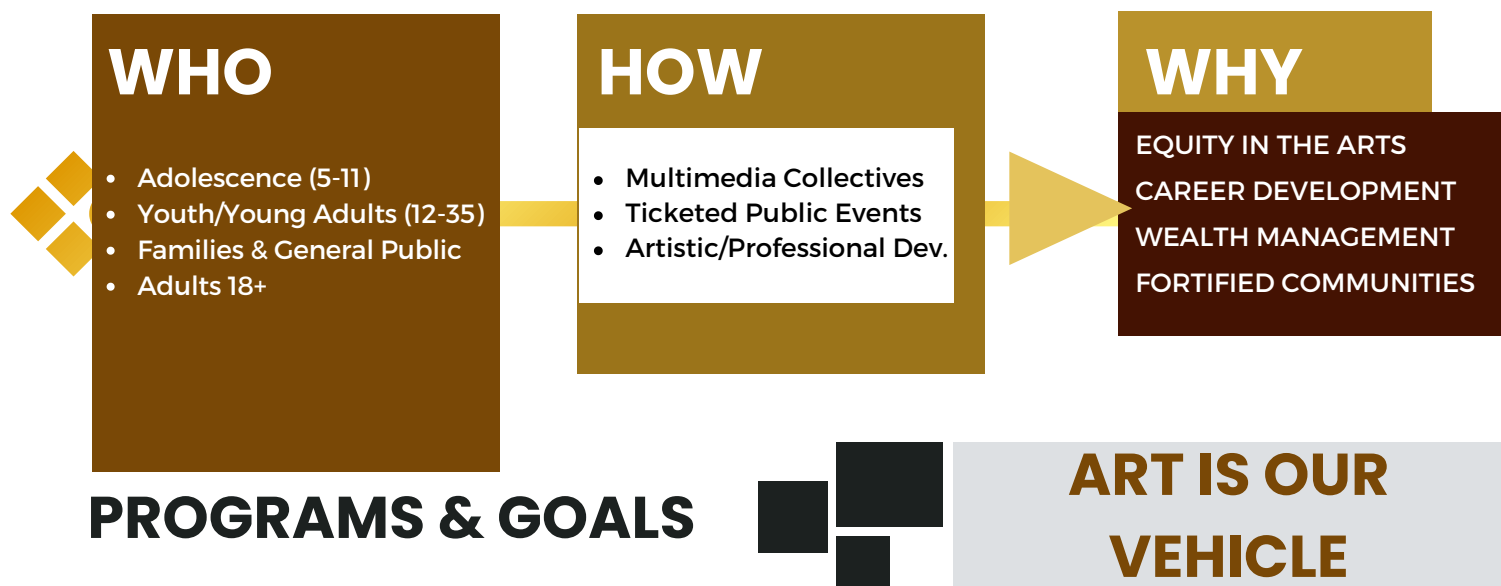 WHO
• Adolescence (5-11)
• Youth/Young Adults (12-35)
• Families & General Public
• Adults 18+
HOW
• Multimedia Collectives
• Ticketed Public Events
• Artistic/Professional Dev.
WHY
EQUITY IN THE ARTS
CAREER DEVELOPMENT
WEALTH MANAGEMENT
FORTIFIED COMMUNITIES
PROGRAMS & GOALS
ART IS OUR
VEHICLE